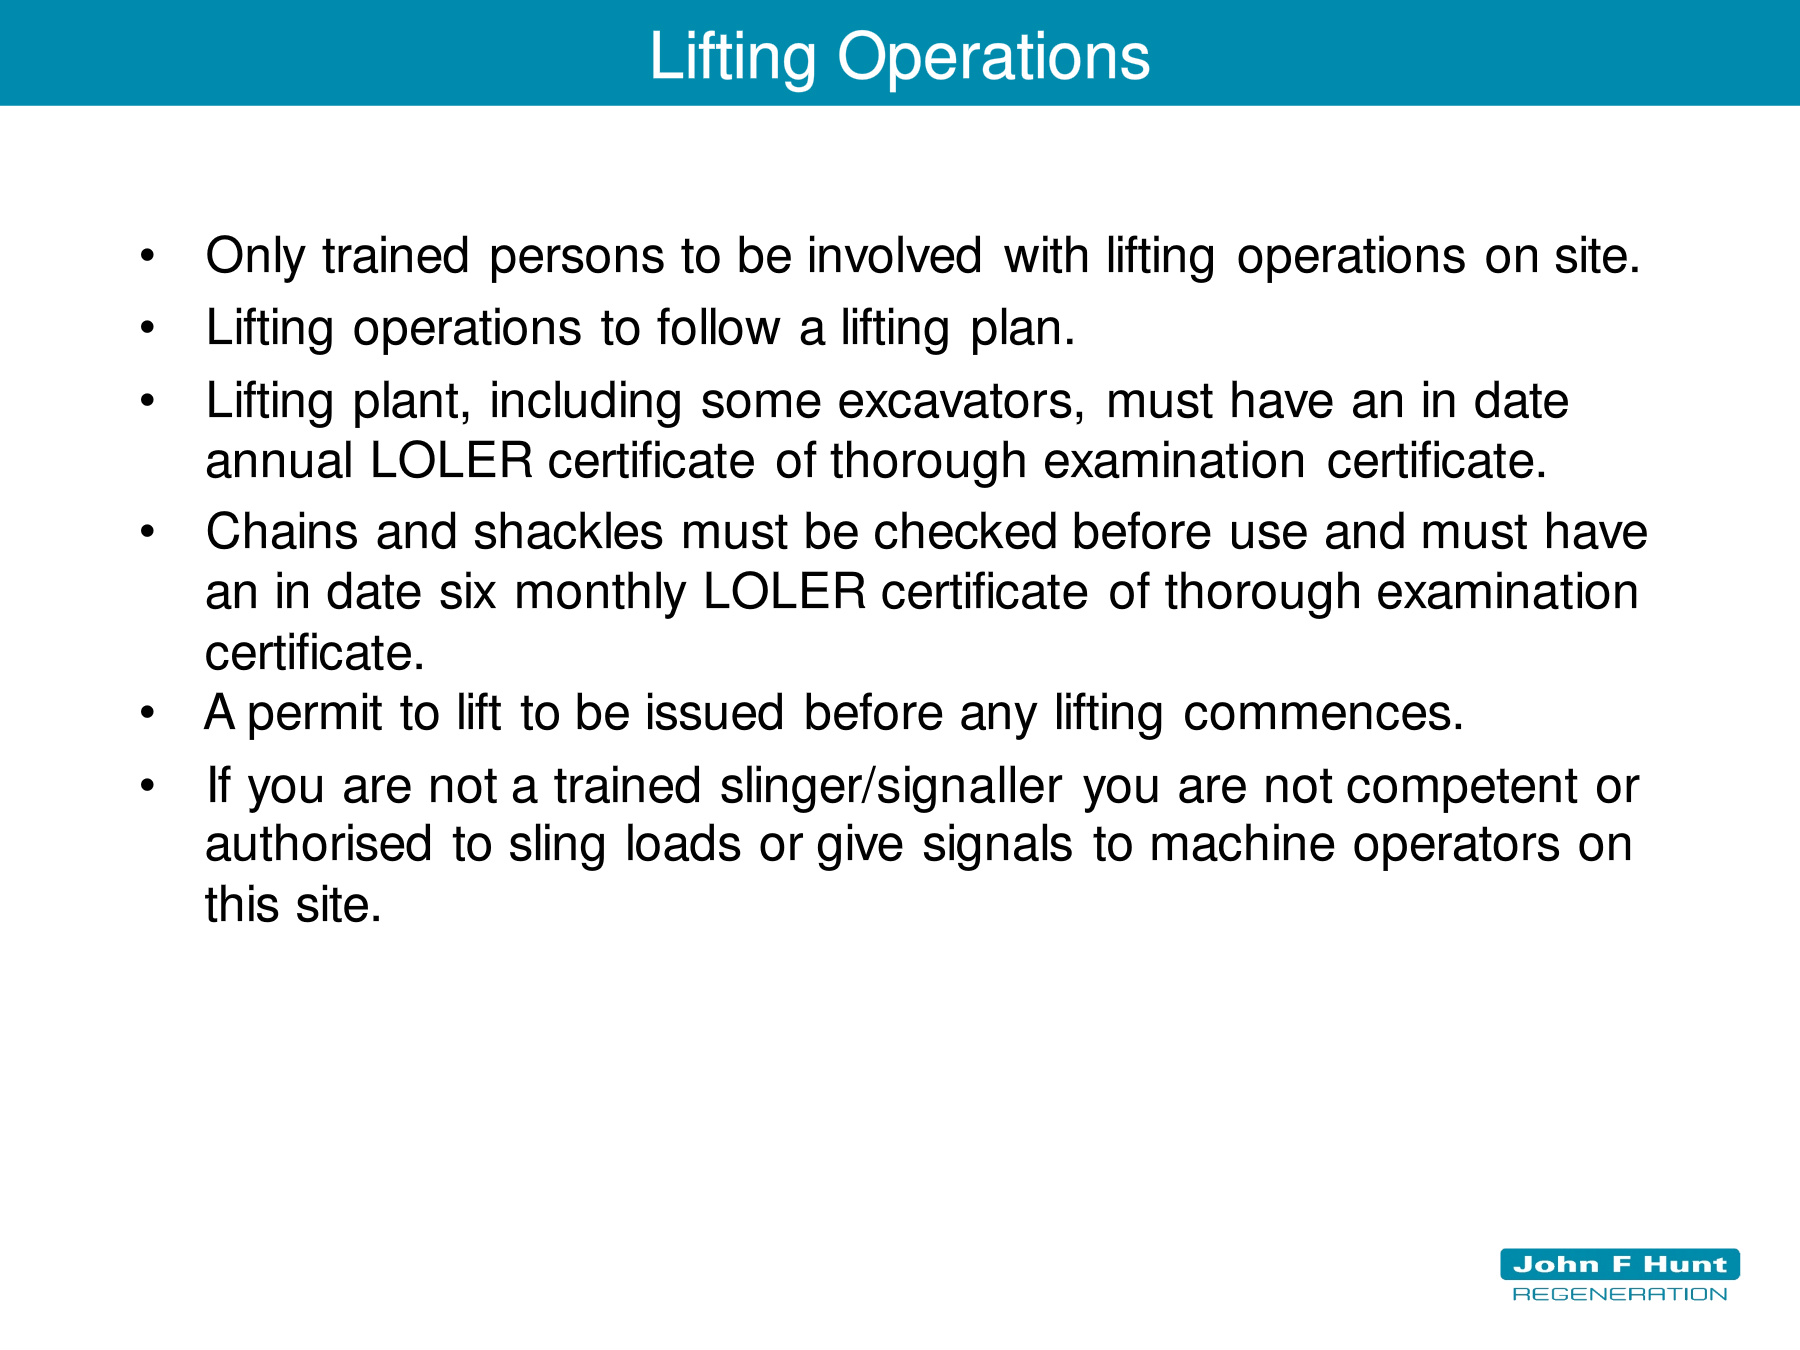 Lifting Operations
• Only trained persons to be involved with lifting operations on site.
• Lifting operations to follow a lifting plan.
• Lifting plant, including some excavators, must have an in date
annual LOLER certificate of thorough examination certificate.
• Chains and shackles must be checked before use and must have
an in date six monthly LOLER certificate of thorough examination
certificate.
• A permit to lift to be issued before any lifting commences.
• If you are not a trained slinger/signaller you are not competent or
authorised to sling loads or give signals to machine operators on
this site.
John F Hunt
REGENERATION